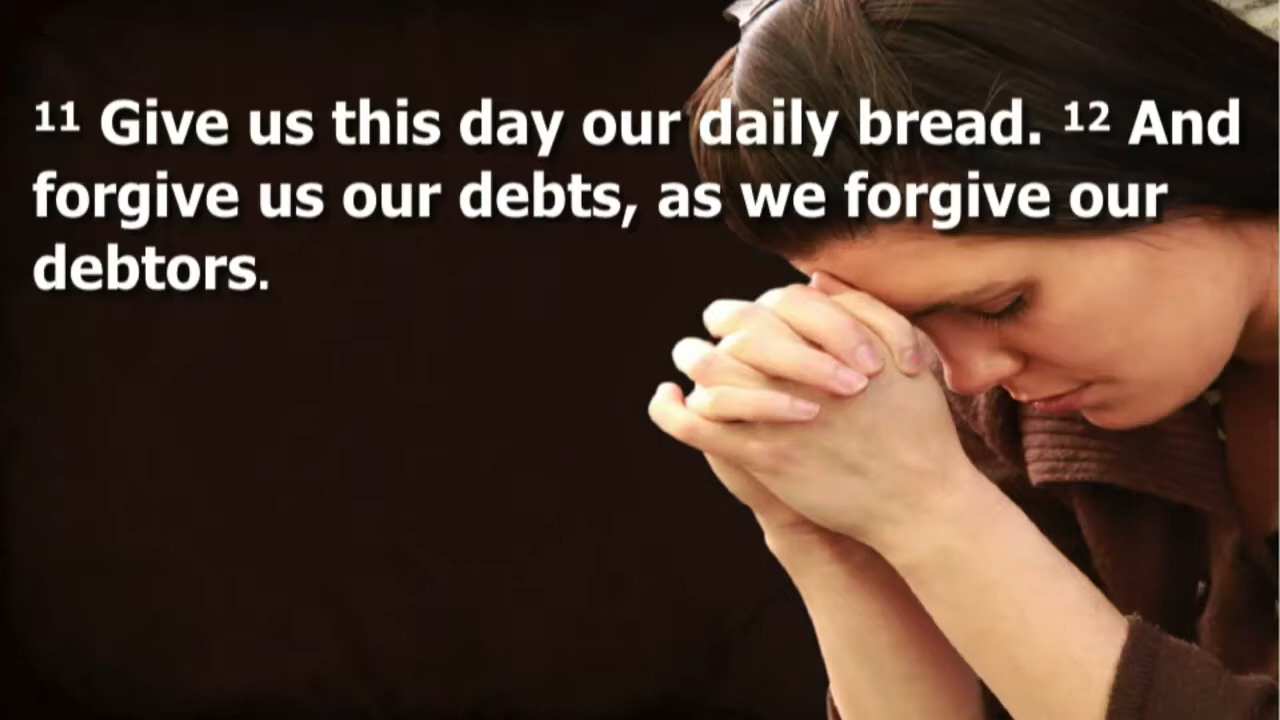 ¹¹ Give us this day our daily bread. ¹² And
forgive us our debts, as we forgive our
debtors.